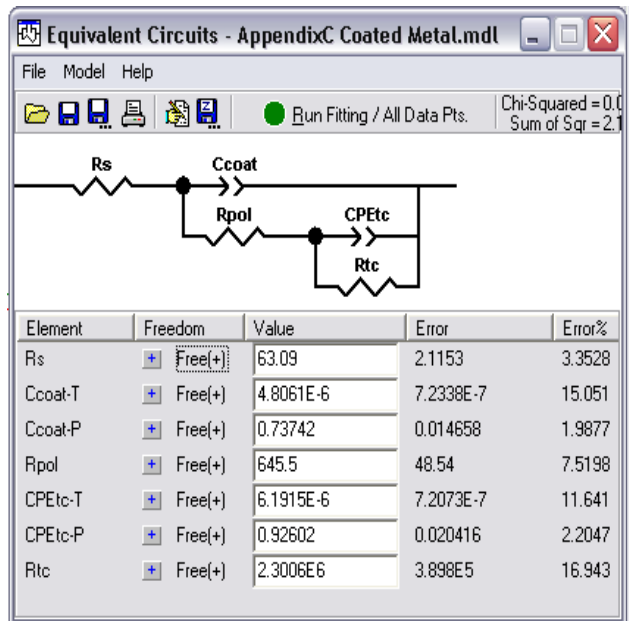 Equivalent Circuits - AppendixC Coated Metal.mdl
File Model Help
Run Fitting / All Data Pts.
Chi-Squared = 0.0
Sum of Sqr = 2.1
Rs
Ccoat
Rpol
CPEtc
Rtc
Element Freedom Value Error Error%
Rs + Free(+) 63.09 2.1153 3.3528
Ccoat-T + Free(+) 4.8061E-6 7.2338E-7 15.051
Ccoat-P + Free(+) 0.73742 0.014658 1.9877
Rpol + Free(+) 645.5 48.54 7.5198
CPEtc-T + Free(+) 6.1915E-6 7.2073E-7 11.641
CPEtc-P + Free(+) 0.92602 0.020416 2.2047
Rtc + Free(+) 2.3006E6 3.898E5 16.943